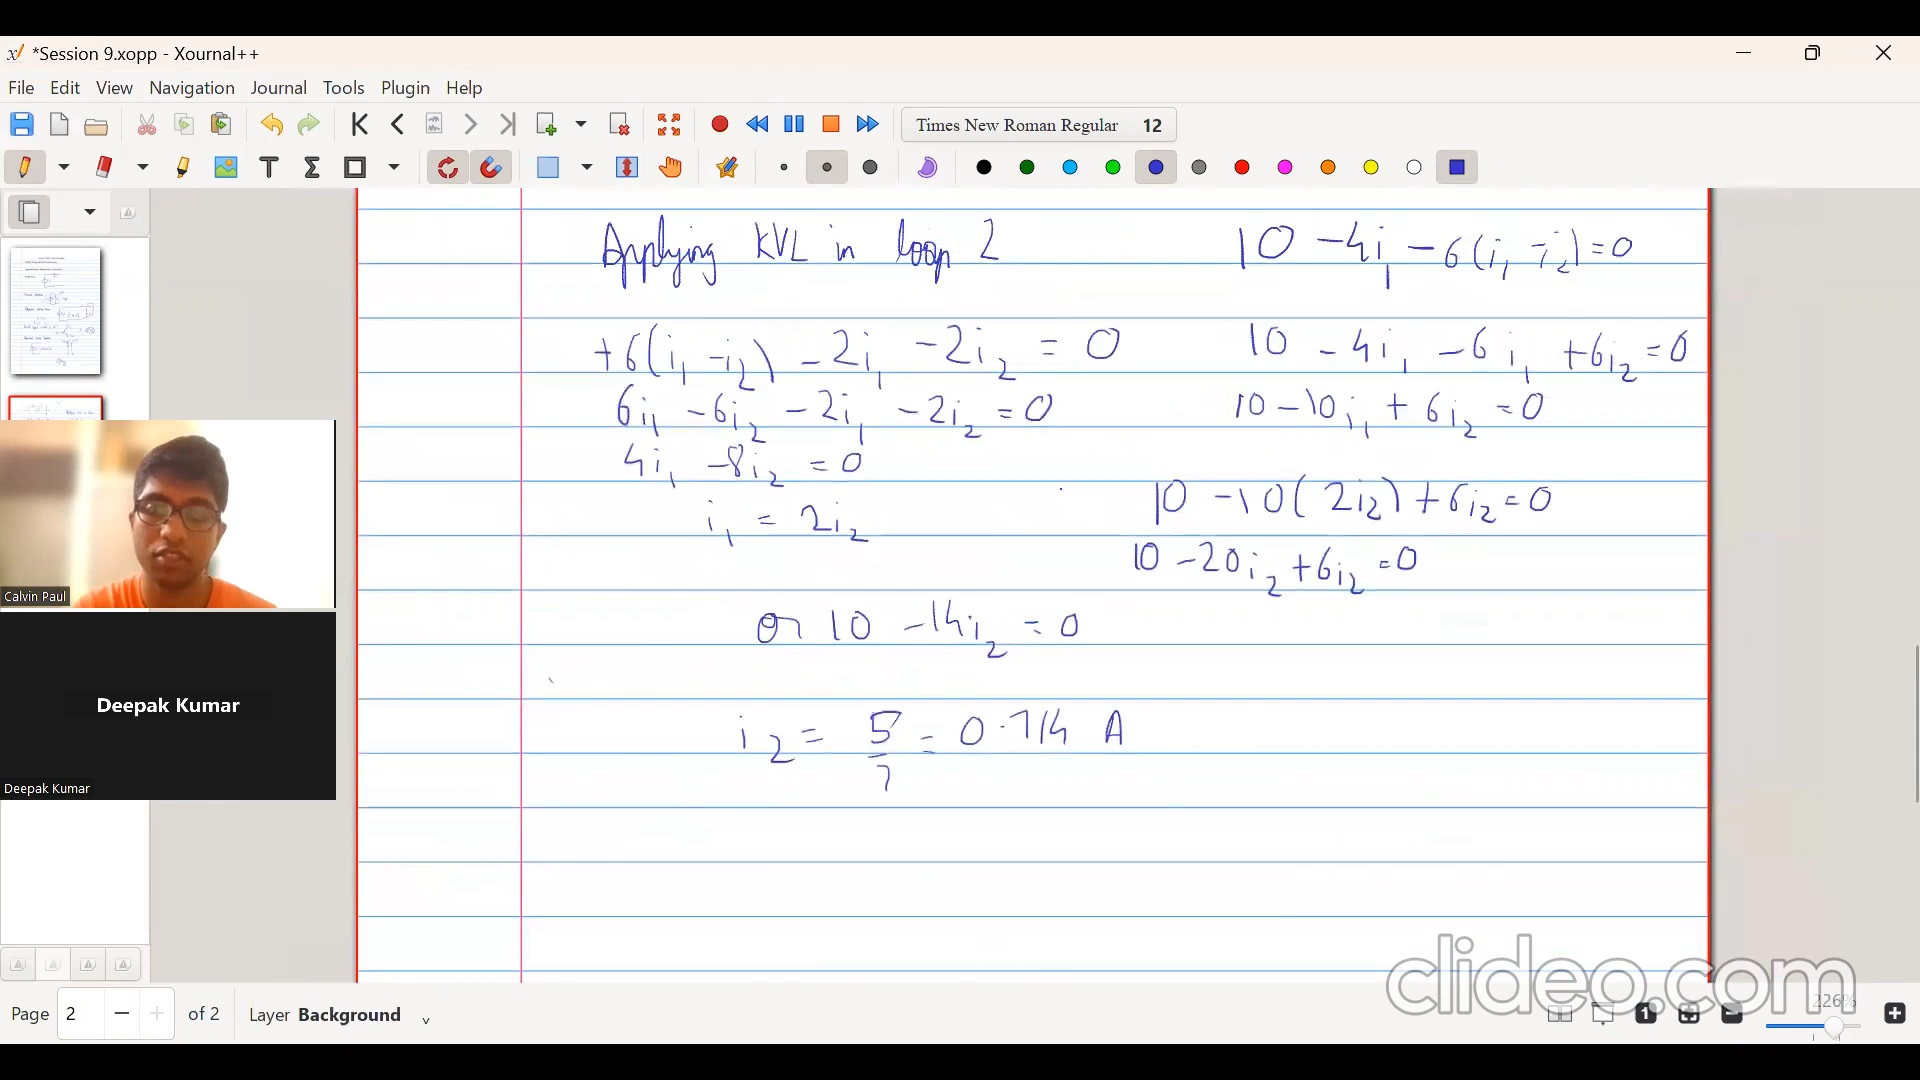 *Session 9.xopp - Xournal++
File Edit View Navigation Journal Tools Plugin Help
Times New Roman Regular 12
Applying KVL in loop 2
+6(i₁ -i₂) -2i₁ -2i₂ = 0
6i₁ -6i₂ -2i₁ -2i₂ =0
4i₁ -8i₂ =0
i₁ = 2i₂
10 -4i₁ -6(i₁ -i₂)=0
10 -4i₁ -6i₁ +6i₂=0
10-10i₁ + 6i₂ =0
10 -10(2i₂)+6i₂=0
10 -20i₂ +6i₂ =0
or 10 -14i₂ = 0
i₂ = 5/7 = 0.714 A
Calvin Paul
Deepak Kumar
Deepak Kumar
clideo.com
Page 2 of 2 Layer Background
226%
1